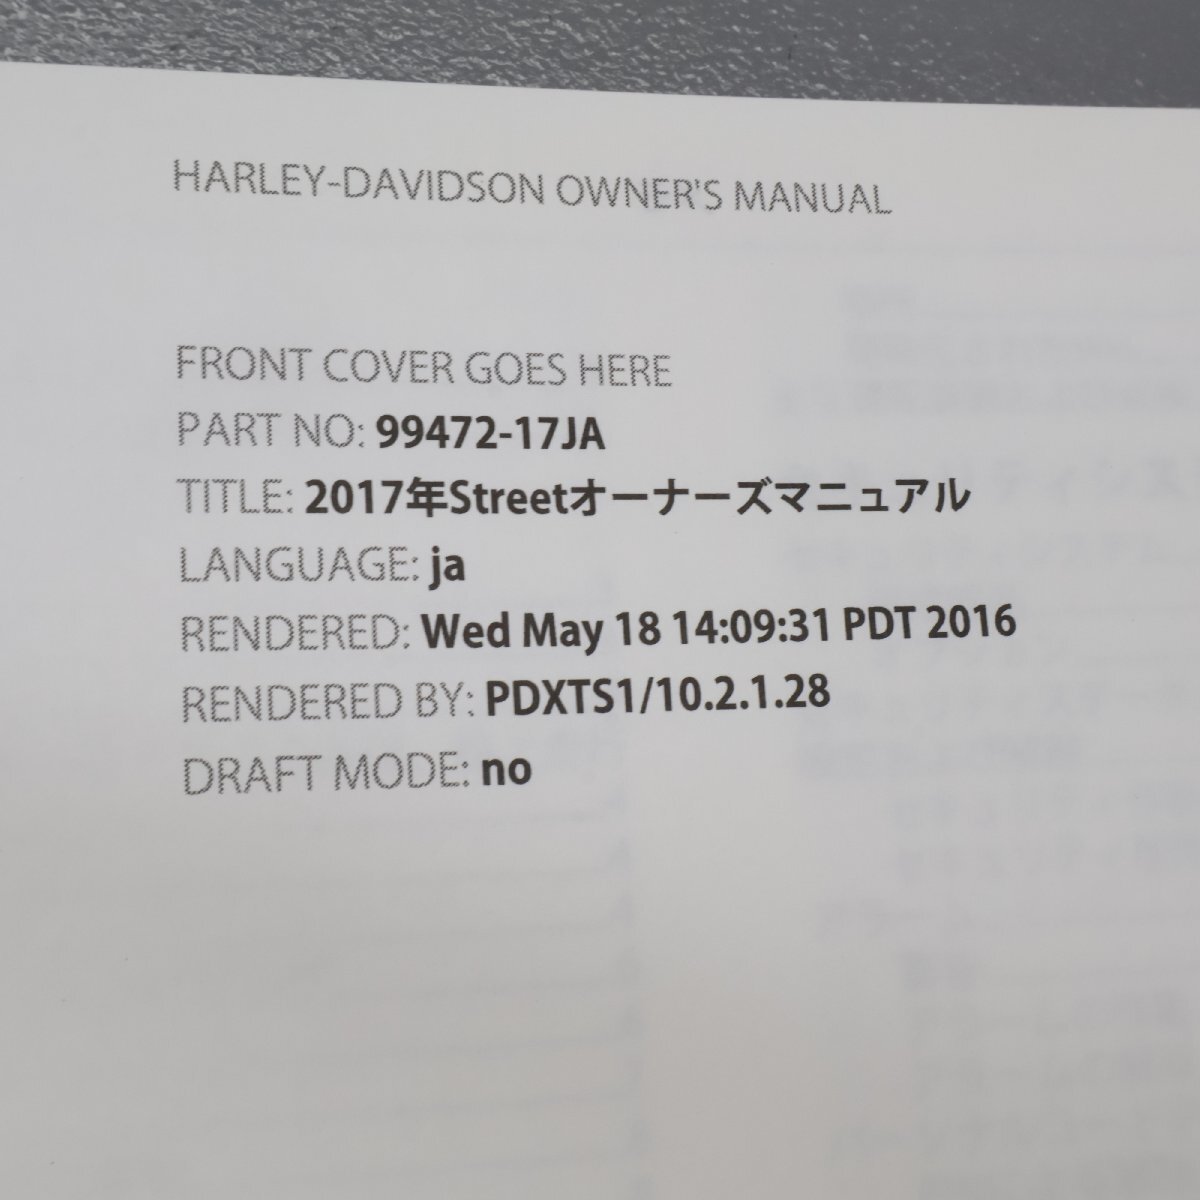 HARLEY-DAVIDSON OWNER'S MANUAL
FRONT COVER GOES HERE
PART NO: 99472-17JA
TITLE: 2017年Streetオーナーズマニュアル
LANGUAGE: ja
RENDERED: Wed May 18 14:09:31 PDT 2016
RENDERED BY: PDXTS1/10.2.1.28
DRAFT MODE: no